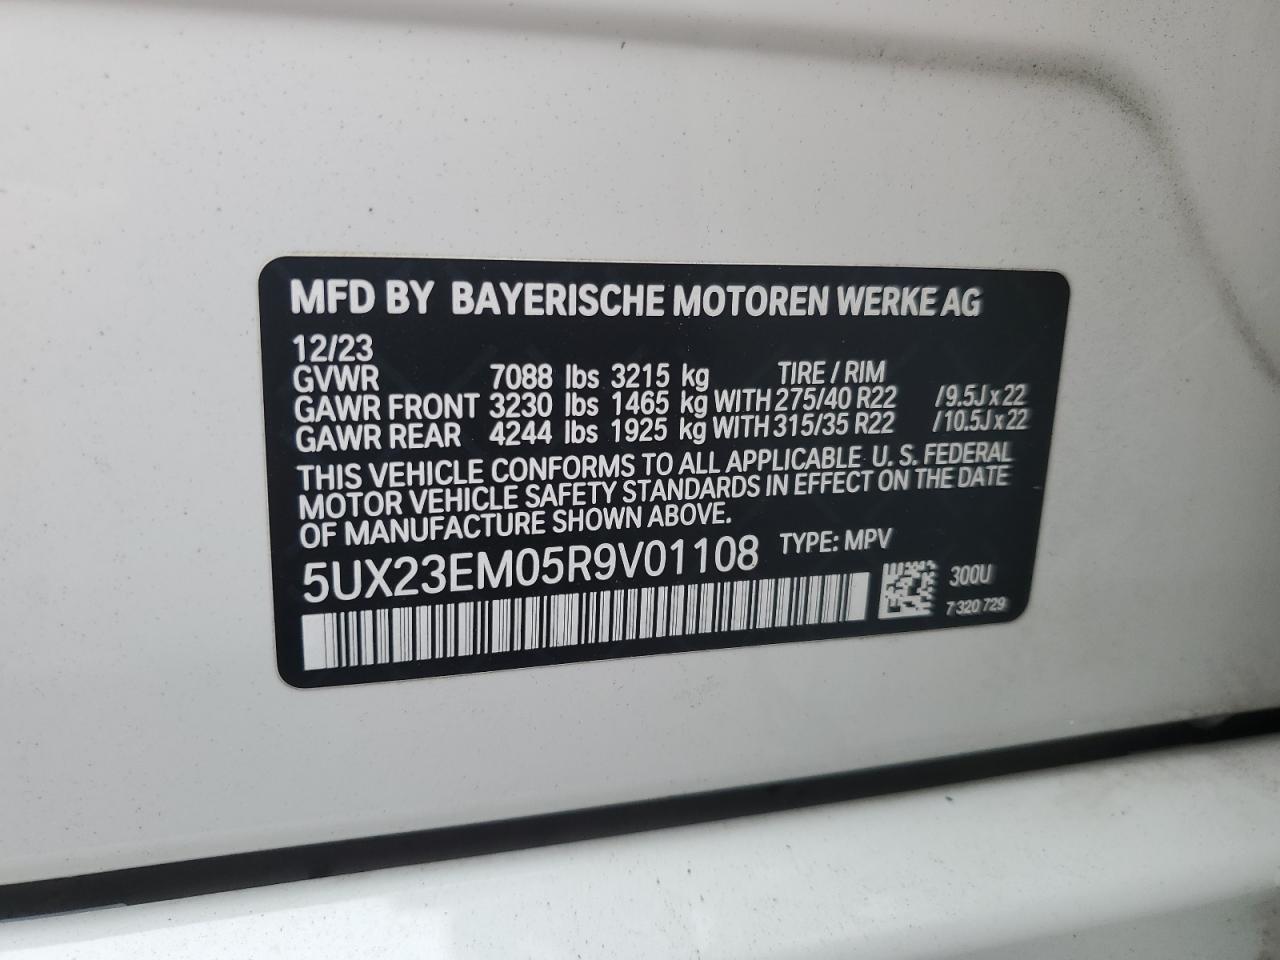 MFD BY BAYERISCHE MOTOREN WERKE AG
12/23
GVWR 7088 lbs 3215 kg TIRE / RIM
GAWR FRONT 3230 lbs 1465 kg WITH 275/40 R22 /9.5J x 22
GAWR REAR 4244 lbs 1925 kg WITH 315/35 R22 /10.5J x 22
THIS VEHICLE CONFORMS TO ALL APPLICABLE U. S. FEDERAL
MOTOR VEHICLE SAFETY STANDARDS IN EFFECT ON THE DATE
OF MANUFACTURE SHOWN ABOVE.
5UX23EM05R9V01108 TYPE: MPV
300U
7 320 729